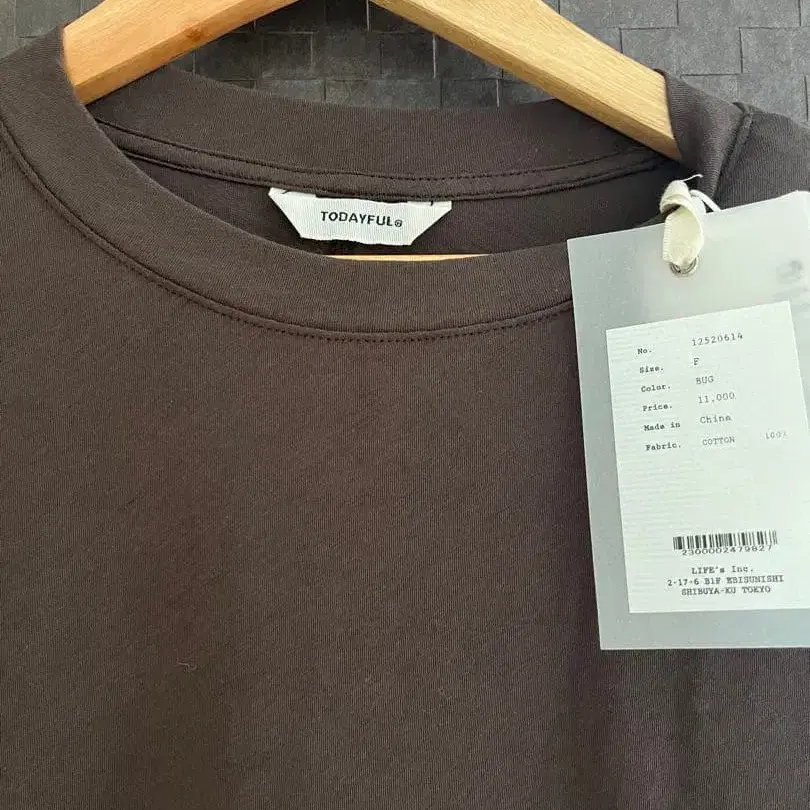 TODAYFUL®
No. 12520614
Size. F
Color. BUG
Price. 11,000
Made in China
Fabric. COTTON 100%
2300002479827
LIFE's Inc.
2-17-6 B1F EBISUNISHI
SHIBUYA-KU TOKYO